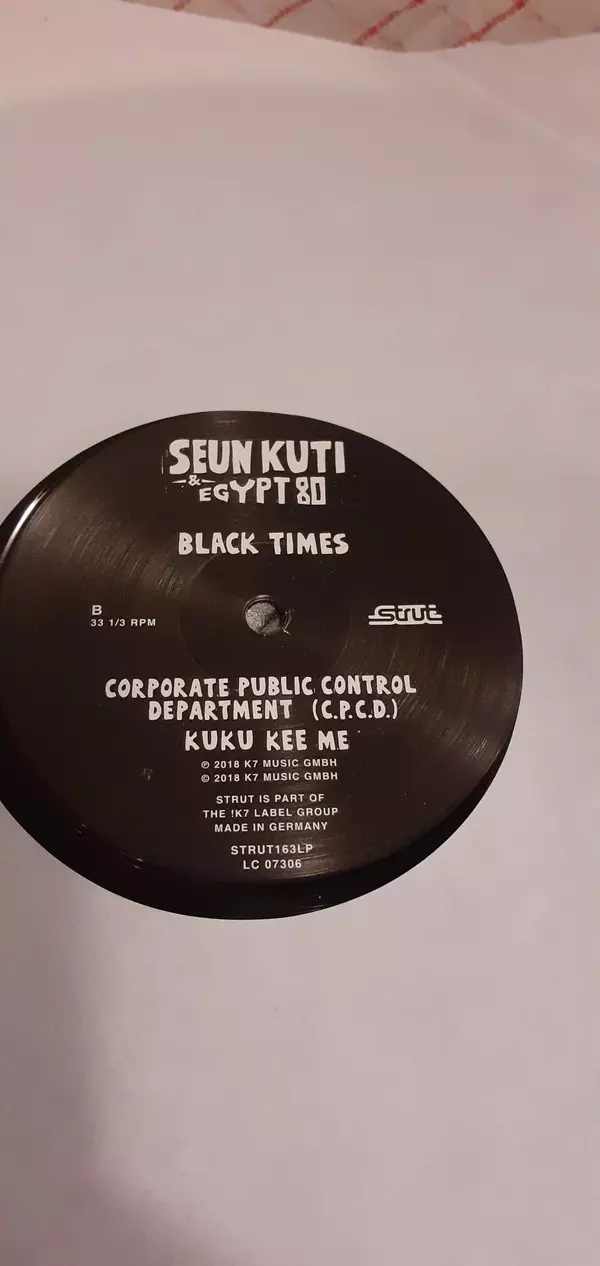 SEUN KUTI
& EGYPT 80
BLACK TIMES
B
33 1/3 RPM
Strut
CORPORATE PUBLIC CONTROL
DEPARTMENT (C.P.C.D.)
KUKU KEE ME
℗ 2018 K7 MUSIC GMBH
© 2018 K7 MUSIC GMBH
STRUT IS PART OF
THE !K7 LABEL GROUP
MADE IN GERMANY
STRUT163LP
LC 07306